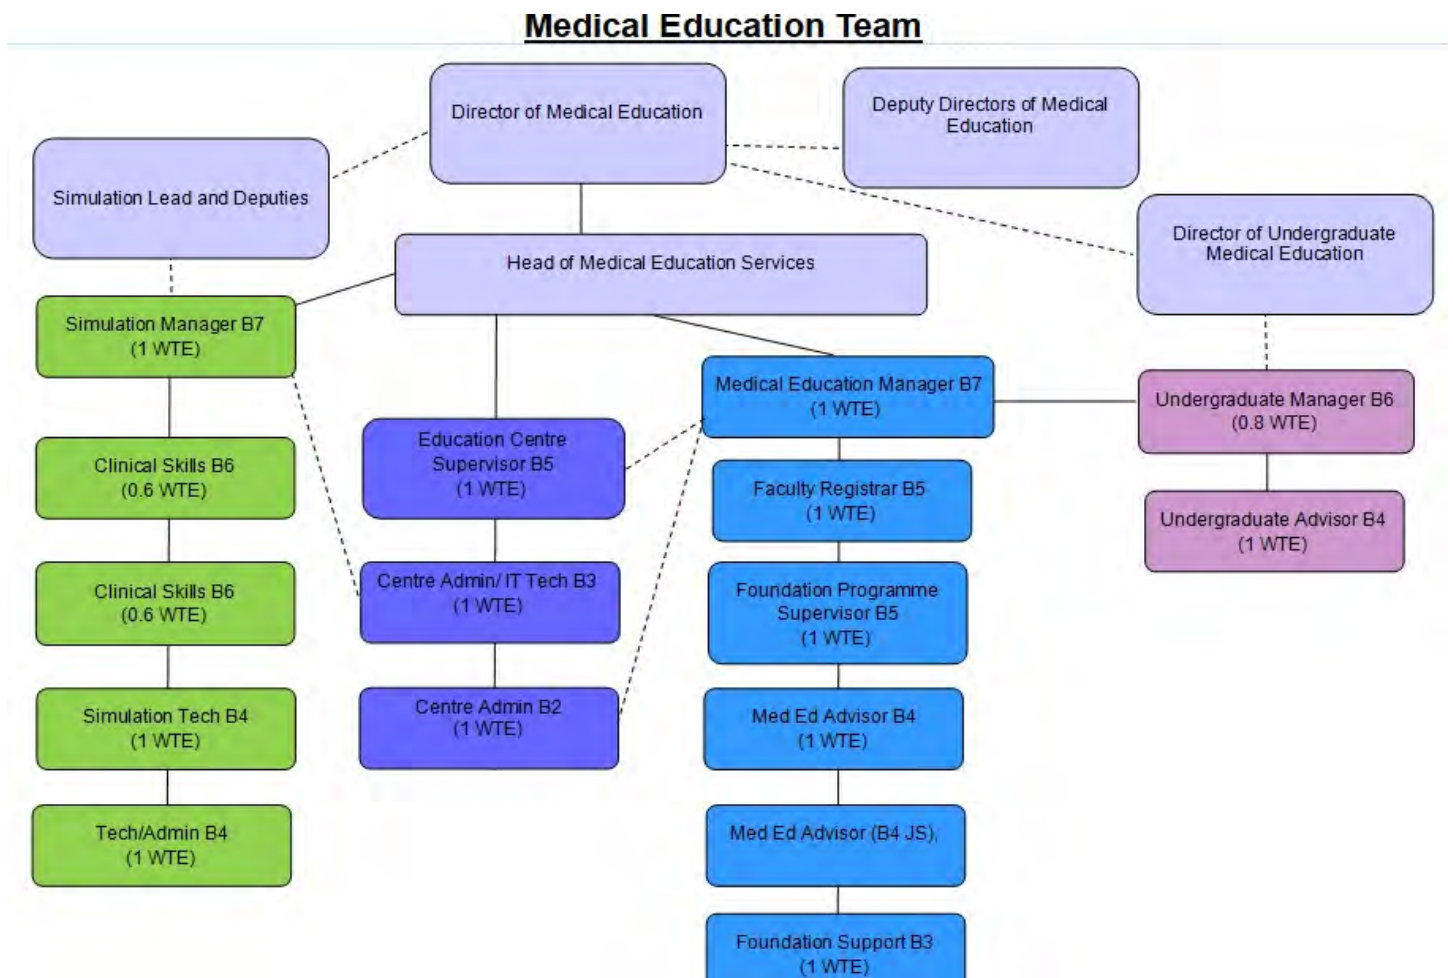 Medical Education Team
Director of Medical Education
Deputy Directors of Medical
Education
Simulation Lead and Deputies
Director of Undergraduate
Medical Education
Head of Medical Education Services
Simulation Manager B7
(1 WTE)
Clinical Skills B6
(0.6 WTE)
Clinical Skills B6
(0.6 WTE)
Simulation Tech B4
(1 WTE)
Tech/Admin B4
(1 WTE)
Education Centre
Supervisor B5
(1 WTE)
Centre Admin/ IT Tech B3
(1 WTE)
Centre Admin B2
(1 WTE)
Medical Education Manager B7
(1 WTE)
Faculty Registrar B5
(1 WTE)
Foundation Programme
Supervisor B5
(1 WTE)
Med Ed Advisor B4
(1 WTE)
Med Ed Advisor (B4 JS),
Foundation Support B3
(1 WTE)
Undergraduate Manager B6
(0.8 WTE)
Undergraduate Advisor B4
(1 WTE)